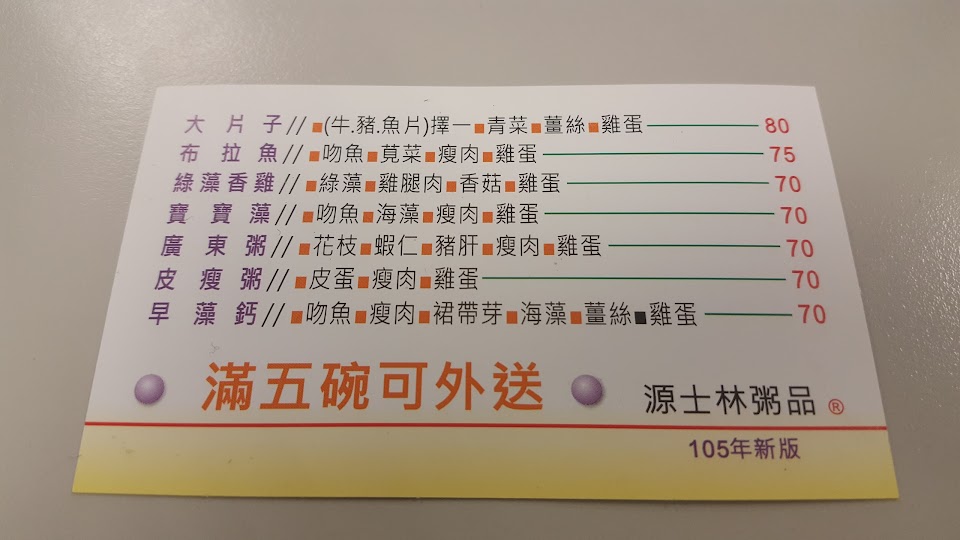 大片子// ■(牛.豬.魚片)擇一■青菜■薑絲■雞蛋 80
布拉魚// ■吻魚■莧菜■瘦肉■雞蛋 75
綠藻香雞// ■綠藻■雞腿肉■香菇■雞蛋 70
寶寶藻// ■吻魚■海藻■瘦肉■雞蛋 70
廣東粥// ■花枝■蝦仁■豬肝■瘦肉■雞蛋 70
皮瘦粥// ■皮蛋■瘦肉■雞蛋 70
早藻鈣// ■吻魚■瘦肉■裙帶芽■海藻■薑絲■雞蛋 70
滿五碗可外送
源士林粥品®
105年新版